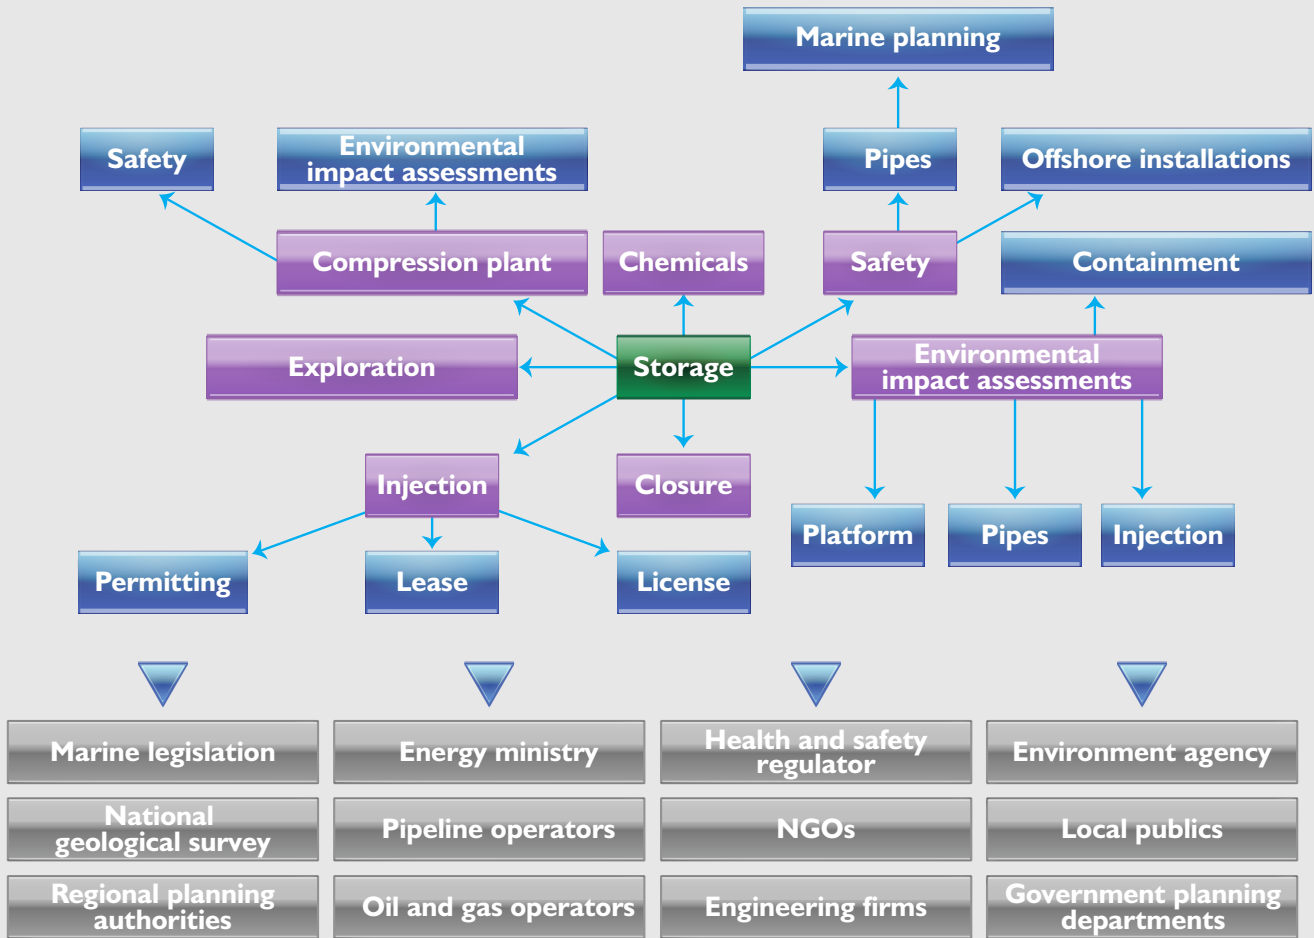 Marine planning
Safety
Environmental
impact assessments
Pipes
Offshore installations
Compression plant
Chemicals
Safety
Containment
Exploration
Storage
Environmental
impact assessments
Injection
Closure
Platform
Pipes
Injection
Permitting
Lease
License
Marine legislation
Energy ministry
Health and safety
regulator
Environment agency
National
geological survey
Pipeline operators
NGOs
Local publics
Regional planning
authorities
Oil and gas operators
Engineering firms
Government planning
departments